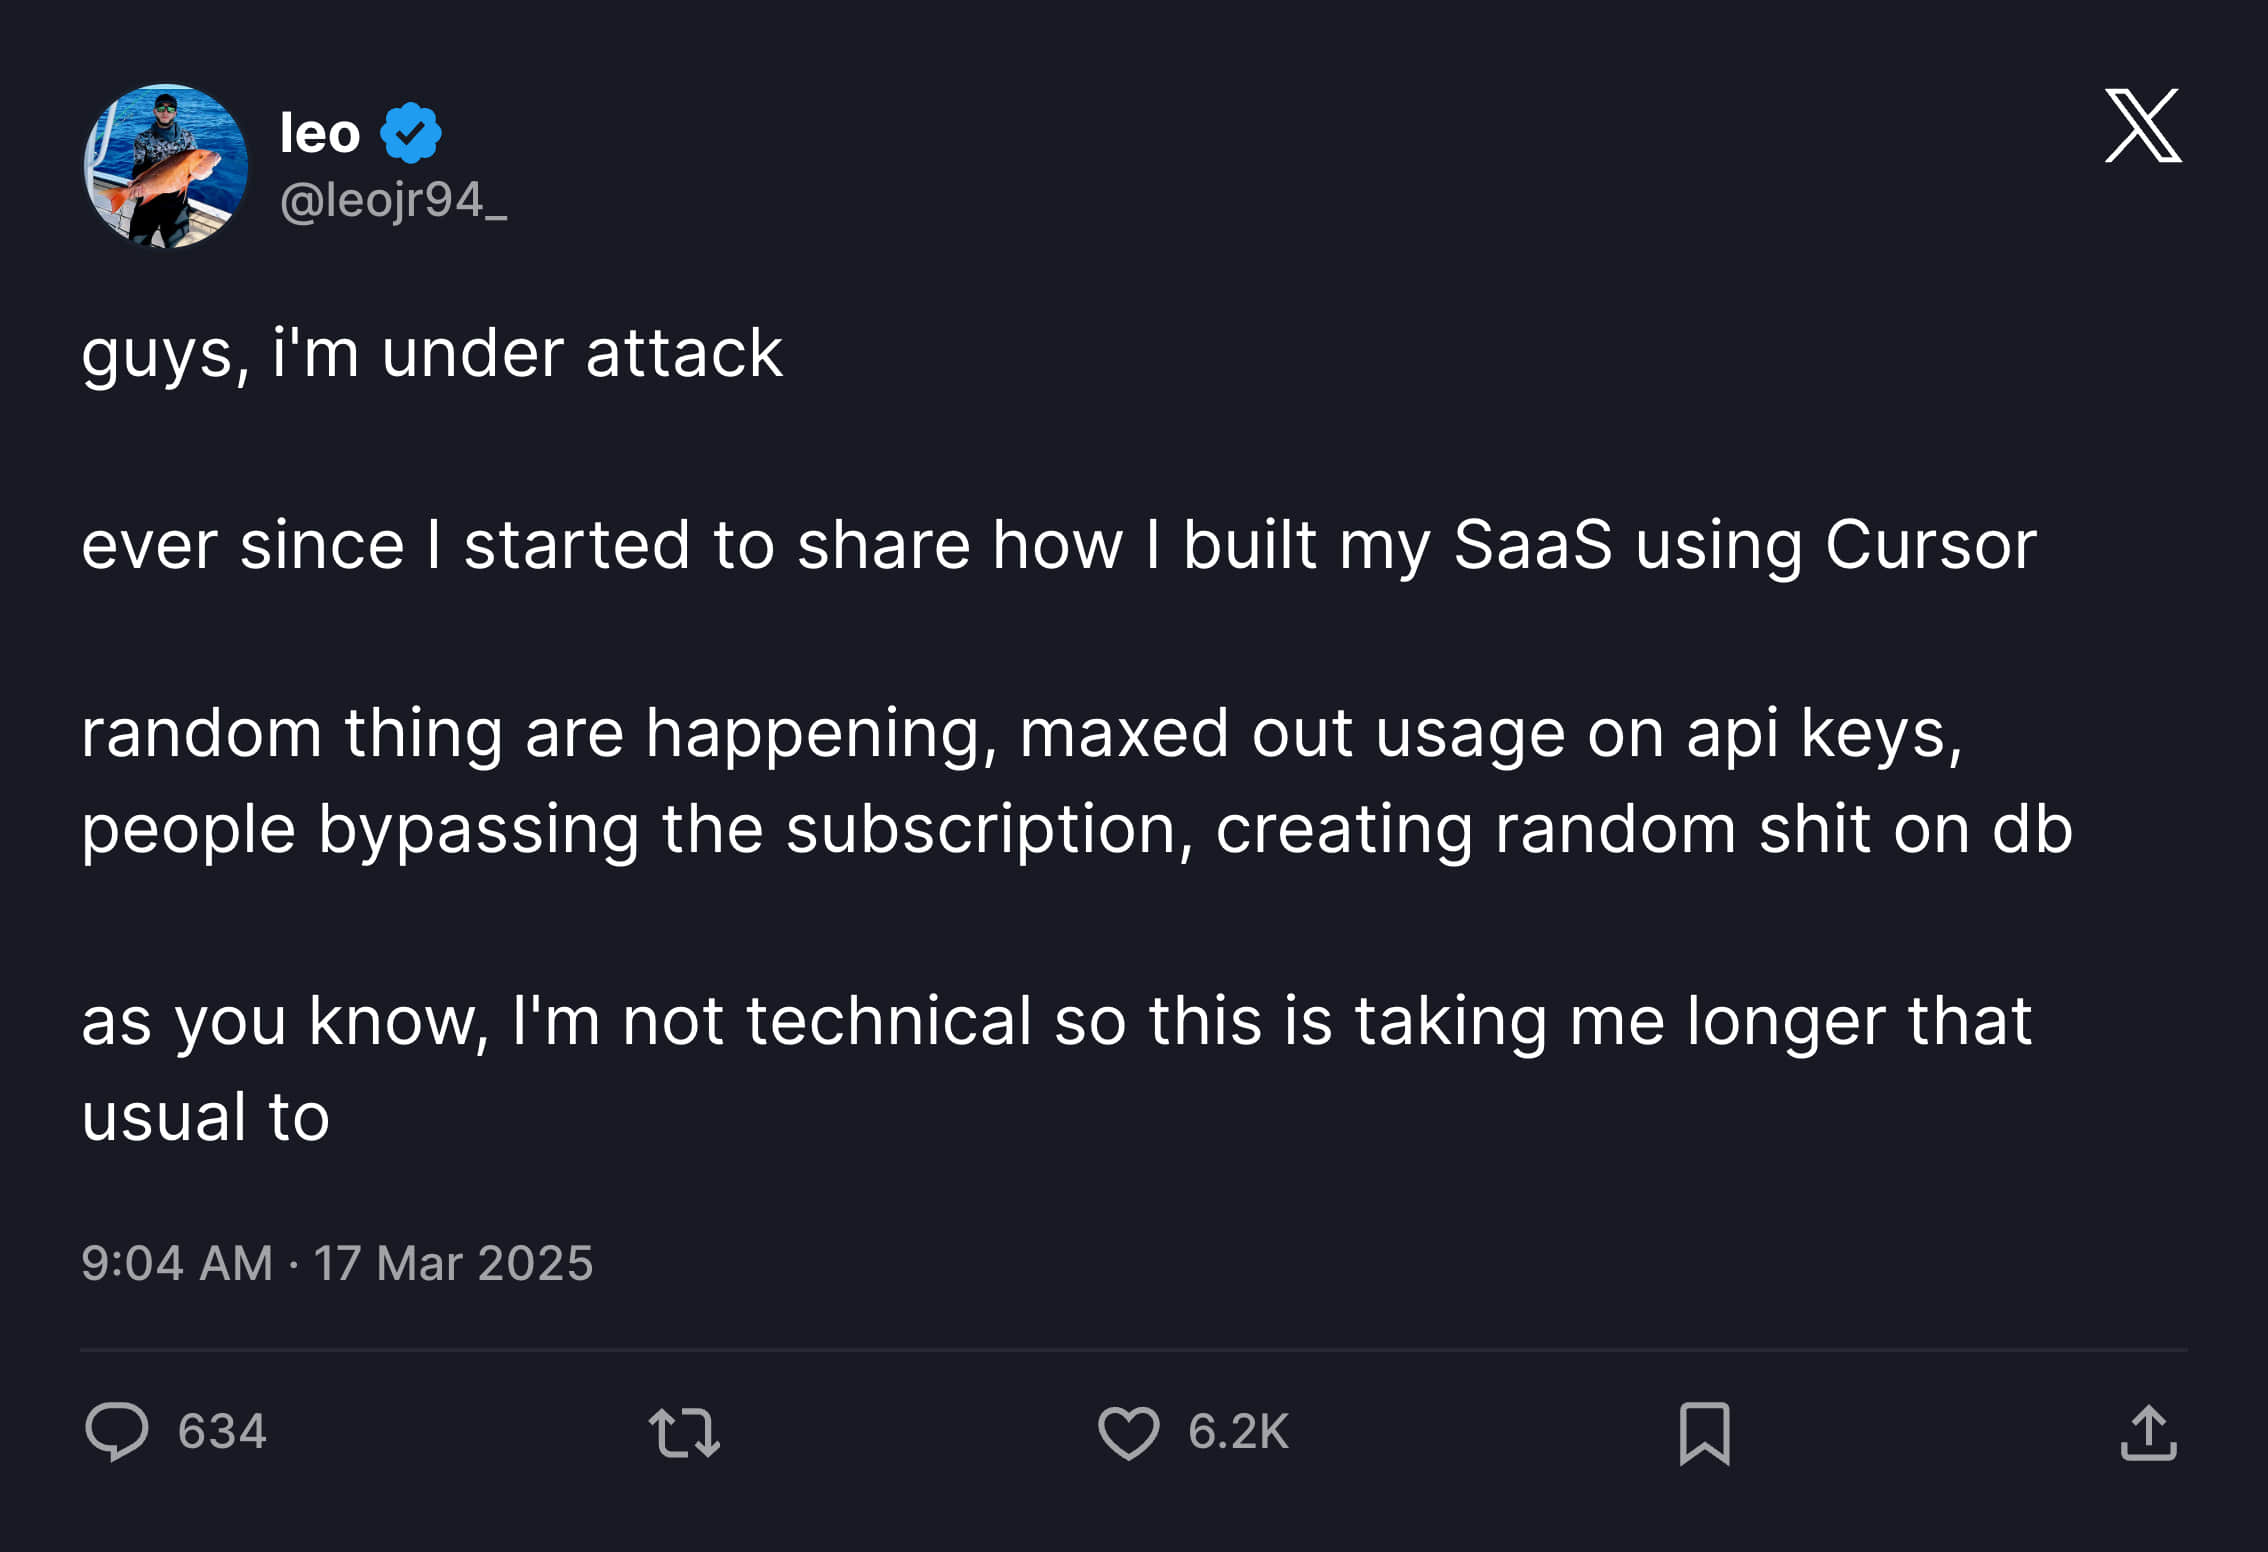 leo
@leojr94_
guys, i'm under attack
ever since I started to share how I built my SaaS using Cursor
random thing are happening, maxed out usage on api keys,
people bypassing the subscription, creating random shit on db
as you know, I'm not technical so this is taking me longer that
usual to
9:04 AM · 17 Mar 2025
634
6.2K